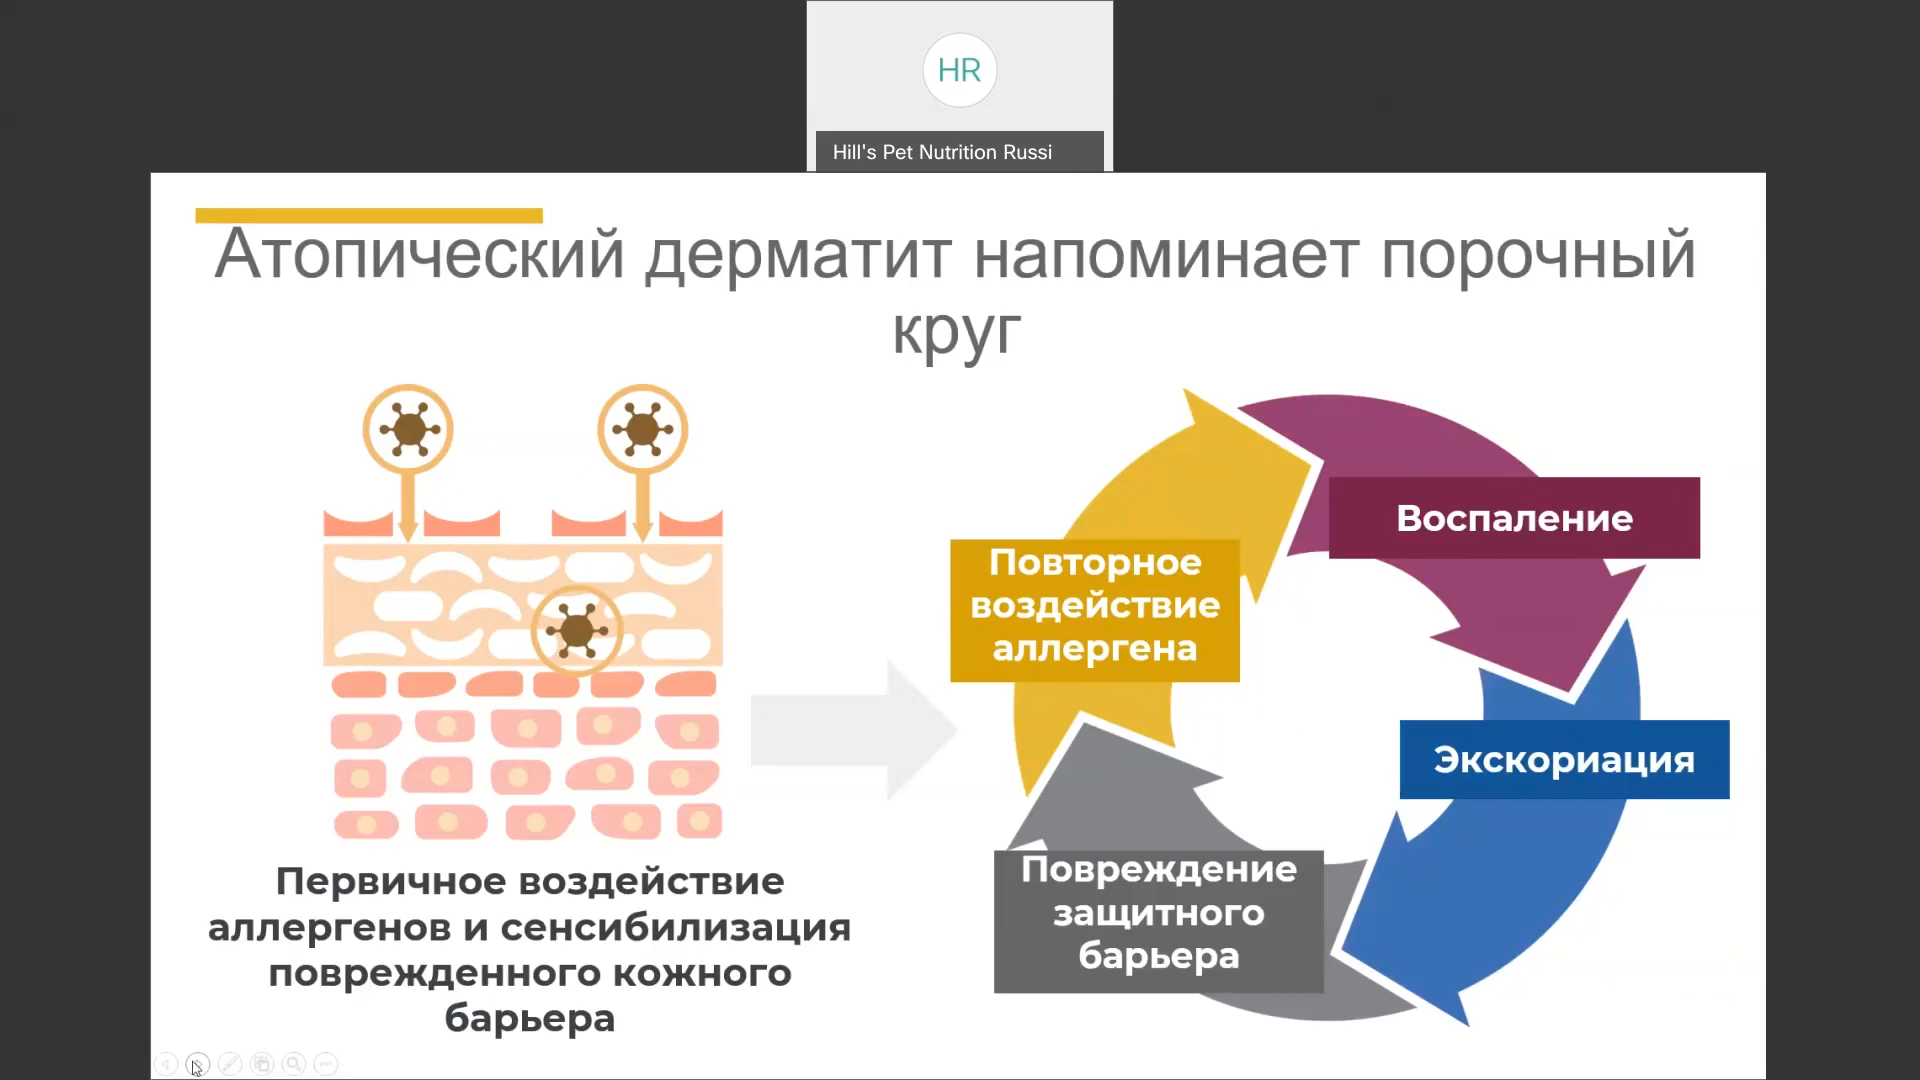 HR
Hill's Pet Nutrition Russi
Атопический дерматит напоминает порочный
круг
Первичное воздействие
аллергенов и сенсибилизация
поврежденного кожного
барьера
Повторное
воздействие
аллергена
Воспаление
Экскориация
Повреждение
защитного
барьера